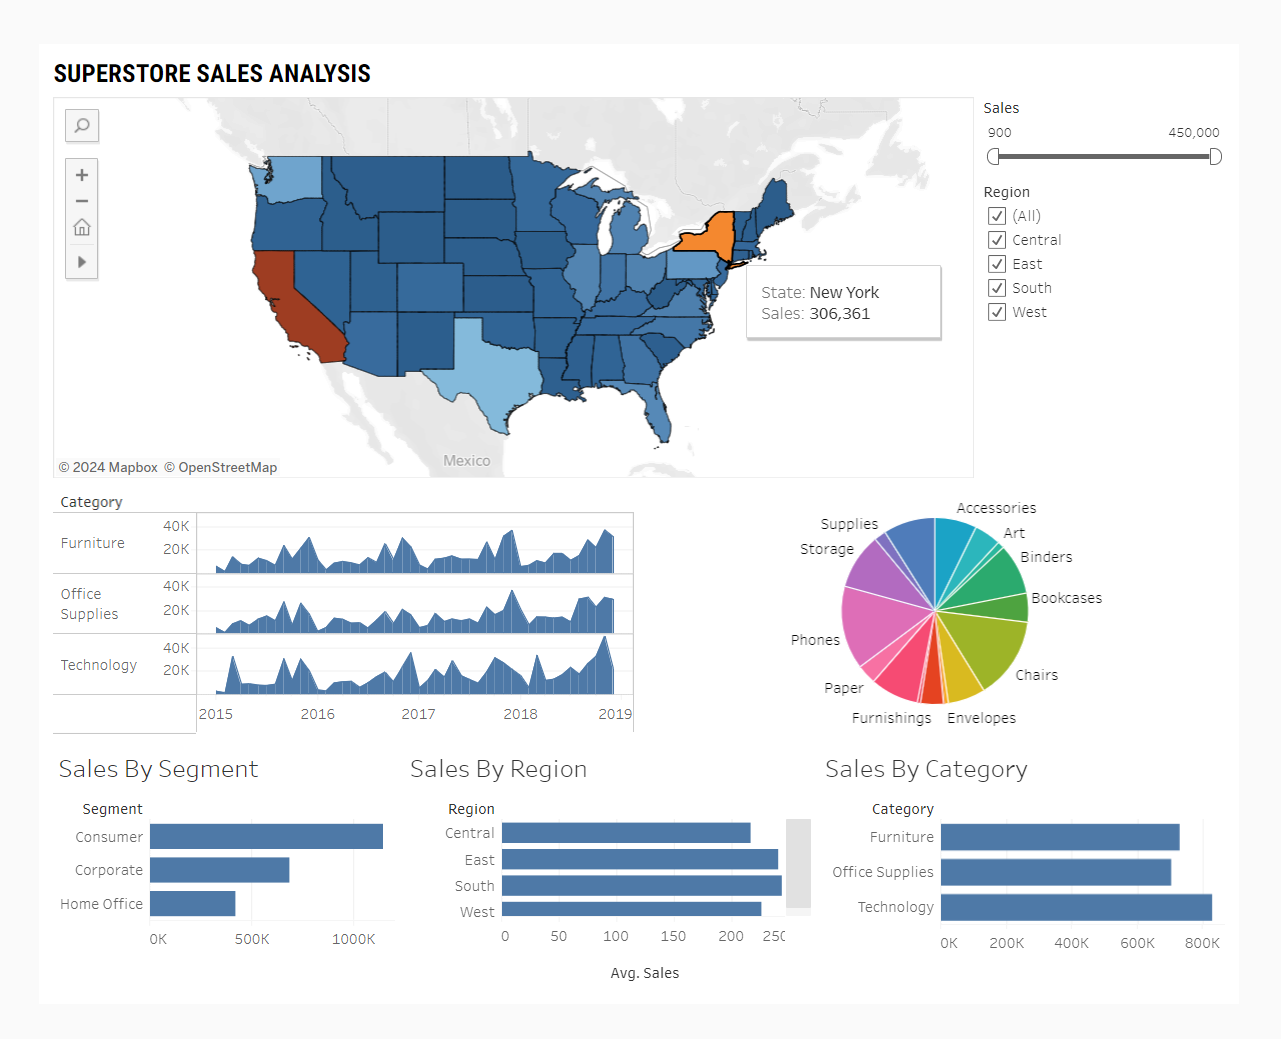 SUPERSTORE SALES ANALYSIS
Sales
900 450,000
Region
(All)
Central
East
South
West
State: New York
Sales: 306,361
Mexico
© 2024 Mapbox © OpenStreetMap
Category
Furniture
40K
20K
Office
Supplies
40K
20K
Technology
40K
20K
2015 2016 2017 2018 2019
Accessories
Supplies
Art
Storage
Binders
Bookcases
Phones
Chairs
Paper
Furnishings
Envelopes
Sales By Segment
Segment
Consumer
Corporate
Home Office
0K 500K 1000K
Sales By Region
Region
Central
East
South
West
0 50 100 150 200 250
Avg. Sales
Sales By Category
Category
Furniture
Office Supplies
Technology
0K 200K 400K 600K 800K